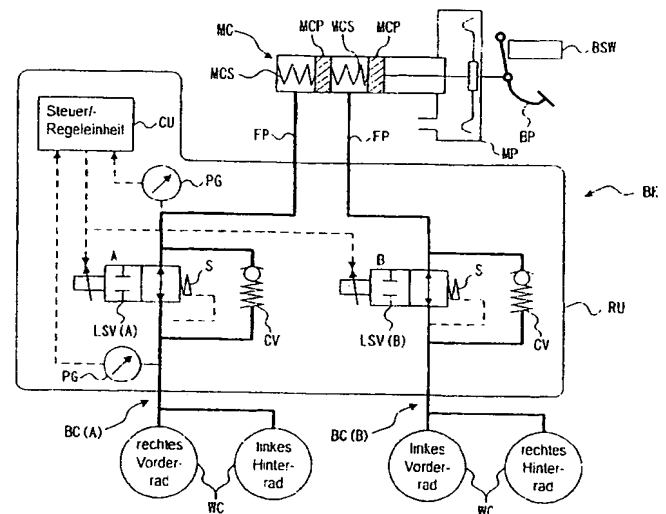 MCP MCS MCP
MC
MCS
BSW
BP
MP
Steuer/-
Regeleinheit
CU
FP
FP
PG
A
S
LSV(A)
CV
B
S
LSV(B)
CV
RU
PG
BC(A)
BC(B)
rechtes
Vorder-
rad
linkes
Hinter-
rad
WC
linkes
Vorder-
rad
rechtes
Hinter-
rad
WC